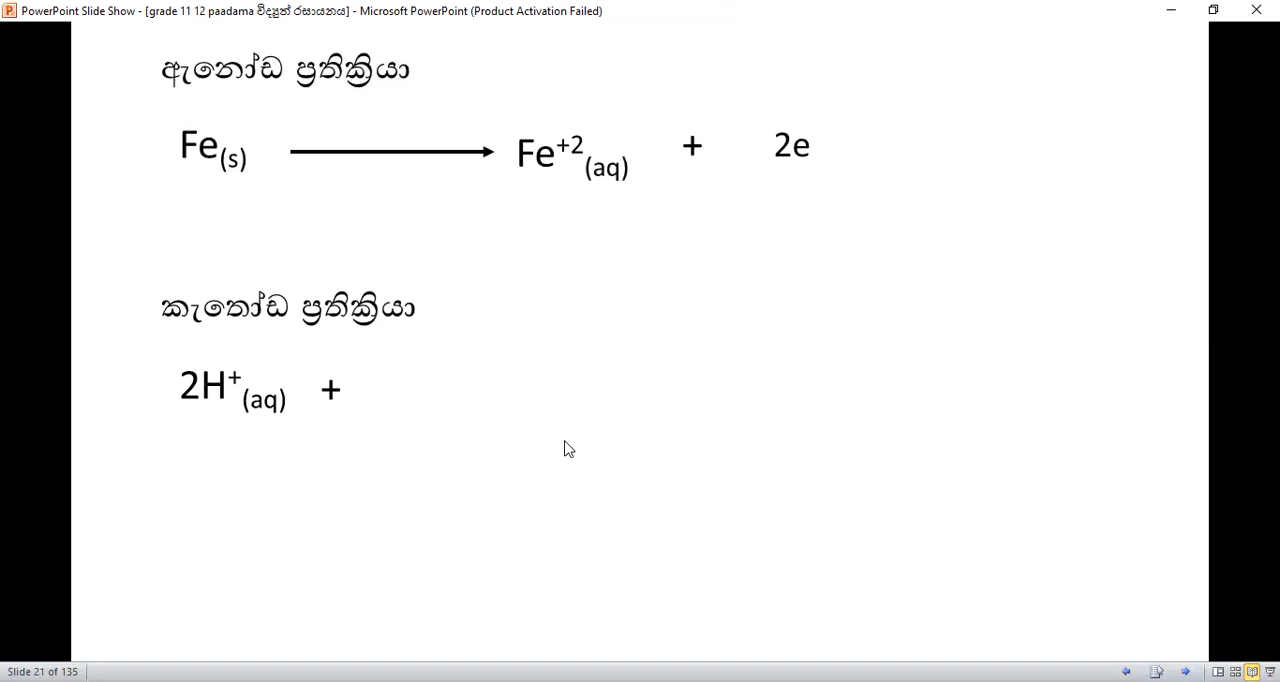 PowerPoint Slide Show - [grade 11 12 paadama විද්‍යුත් රසායනය] - Microsoft PowerPoint (Product Activation Failed)
ඇනෝඩ ප්‍රතික්‍රියා
Fe(s) ⟶ Fe⁺²(aq) + 2e
කැතෝඩ ප්‍රතික්‍රියා
2H⁺(aq) +
Slide 21 of 135